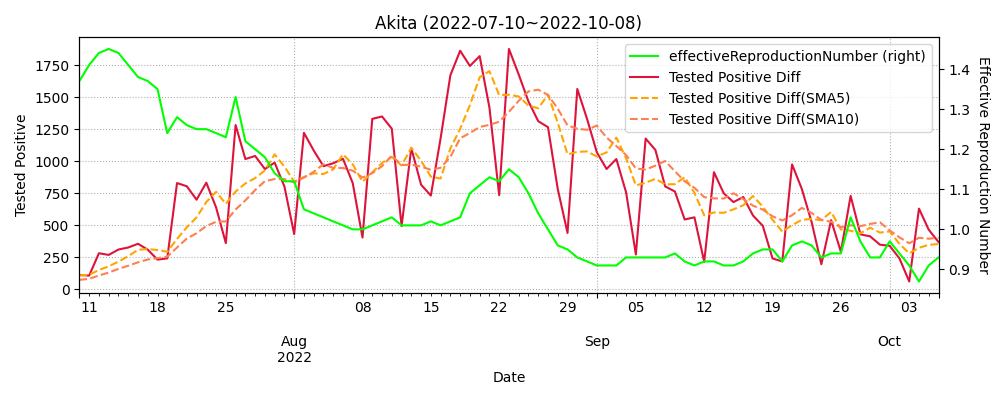 Akita (2022-07-10~2022-10-08)
effectiveReproductionNumber (right)
Tested Positive Diff
Tested Positive Diff(SMA5)
Tested Positive Diff(SMA10)
Tested Positive
1750
1500
1250
1000
750
500
250
0
1.4
1.3
1.2
1.1
1.0
0.9
Effective Reproduction Number
11 18 25 08 15 22 29 05 12 19 26 03
Aug Sep Oct
2022
Date